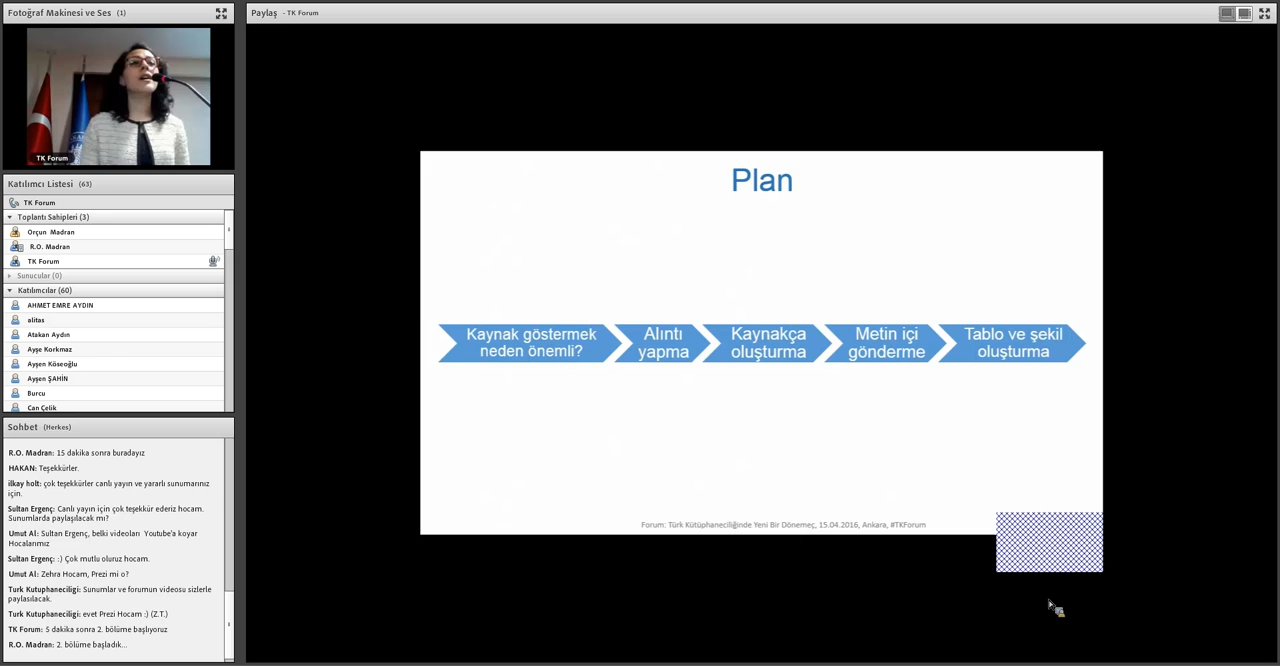 Fotoğraf Makinesi ve Ses (1)
TK Forum
Katılımcı Listesi (63)
TK Forum
Toplantı Sahipleri (3)
Orçun Madran
R.O. Madran
TK Forum
Sunucular (0)
Katılımcılar (60)
AHMET EMRE AYDIN
alitas
Atakan Aydın
Ayşe Korkmaz
Ayşen Köseoğlu
Ayşen ŞAHİN
Burcu
Can Çelik
Sohbet (Herkes)
R.O. Madran: 15 dakika sonra buradayız
HAKAN: Teşekkürler.
ilkay holt: çok teşekkürler canlı yayın ve yararlı sunumarınız
için.
Sultan Ergenç: Canlı yayın için çok teşekkür ederiz hocam.
Sunumlarda paylaşılacak mı?
Umut Al: Sultan Ergenç, belki videoları Youtube'a koyar
Hocalarımız
Sultan Ergenç: :) Çok mutlu oluruz hocam.
Umut Al: Zehra Hocam, Prezi mi o?
Turk Kutuphaneciligi: Sunumlar ve forumun videosu sizlerle
paylasılacak.
Turk Kutuphaneciligi: evet Prezi Hocam :) (Z.T.)
TK Forum: 5 dakika sonra 2. bölüme başlıyoruz
R.O. Madran: 2. bölüme başladık...
Paylaş - TK Forum
Plan
Kaynak göstermek
neden önemli?
Alıntı
yapma
Kaynakça
oluşturma
Metin içi
gönderme
Tablo ve şekil
oluşturma
Forum: Türk Kütüphaneciliğinde Yeni Bir Dönemeç, 15.04.2016, Ankara, #TKForum